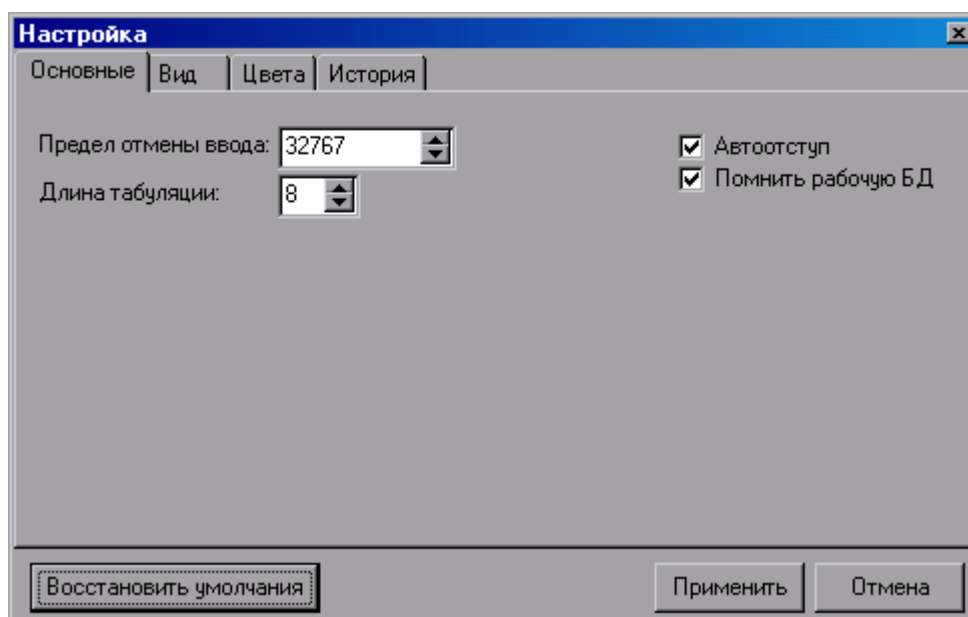 Настройка
Основные Вид Цвета История
Предел отмены ввода: 32767
Автоотступ
Длина табуляции: 8
Помнить рабочую БД
Восстановить умолчания Применить Отмена